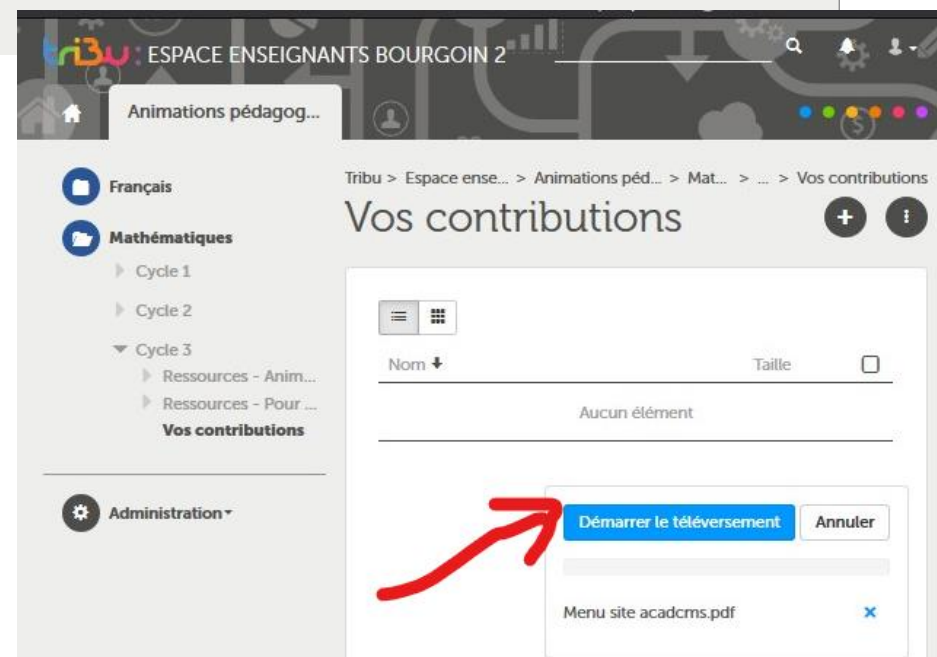 tri3u : ESPACE ENSEIGNANTS BOURGOIN 2
Animations pédagog...
Français
Mathématiques
Cycle 1
Cycle 2
Cycle 3
Ressources - Anim...
Ressources - Pour ...
Vos contributions
Administration
Tribu > Espace ense... > Animations péd... > Mat... > ... > Vos contributions
Vos contributions
Nom Taille
Aucun élément
Démarrer le téléversement Annuler
Menu site acadcms.pdf